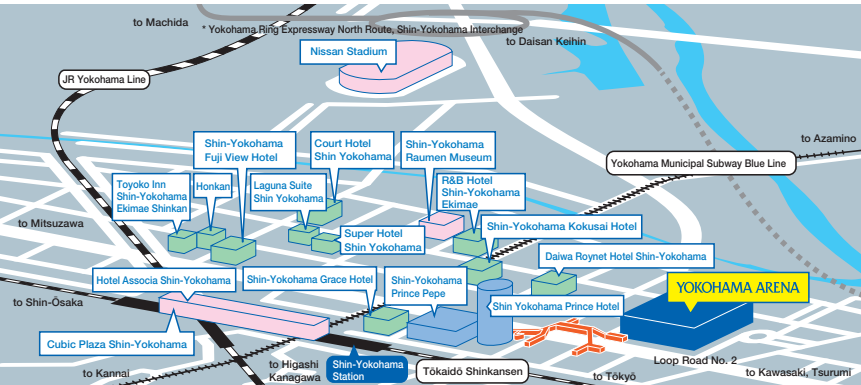 to Machida
* Yokohama Ring Expressway North Route, Shin-Yokohama Interchange
to Daisan Keihin
Nissan Stadium
JR Yokohama Line
to Azamino
Shin-Yokohama
Fuji View Hotel
Court Hotel
Shin Yokohama
Shin-Yokohama
Raumen Museum
Yokohama Municipal Subway Blue Line
Toyoko Inn
Shin-Yokohama
Ekimae Shinkan
Honkan
Laguna Suite
Shin Yokohama
R&B Hotel
Shin-Yokohama
Ekimae
to Mitsuzawa
Super Hotel
Shin Yokohama
Shin-Yokohama Kokusai Hotel
Daiwa Roynet Hotel Shin-Yokohama
Hotel Associa Shin-Yokohama
Shin-Yokohama Grace Hotel
Shin-Yokohama
Prince Pepe
YOKOHAMA ARENA
to Shin-Ōsaka
Shin Yokohama Prince Hotel
Cubic Plaza Shin-Yokohama
Loop Road No. 2
to Kannai
to Higashi
Kanagawa
Shin-Yokohama
Station
Tōkaidō Shinkansen
to Tōkyō
to Kawasaki, Tsurumi